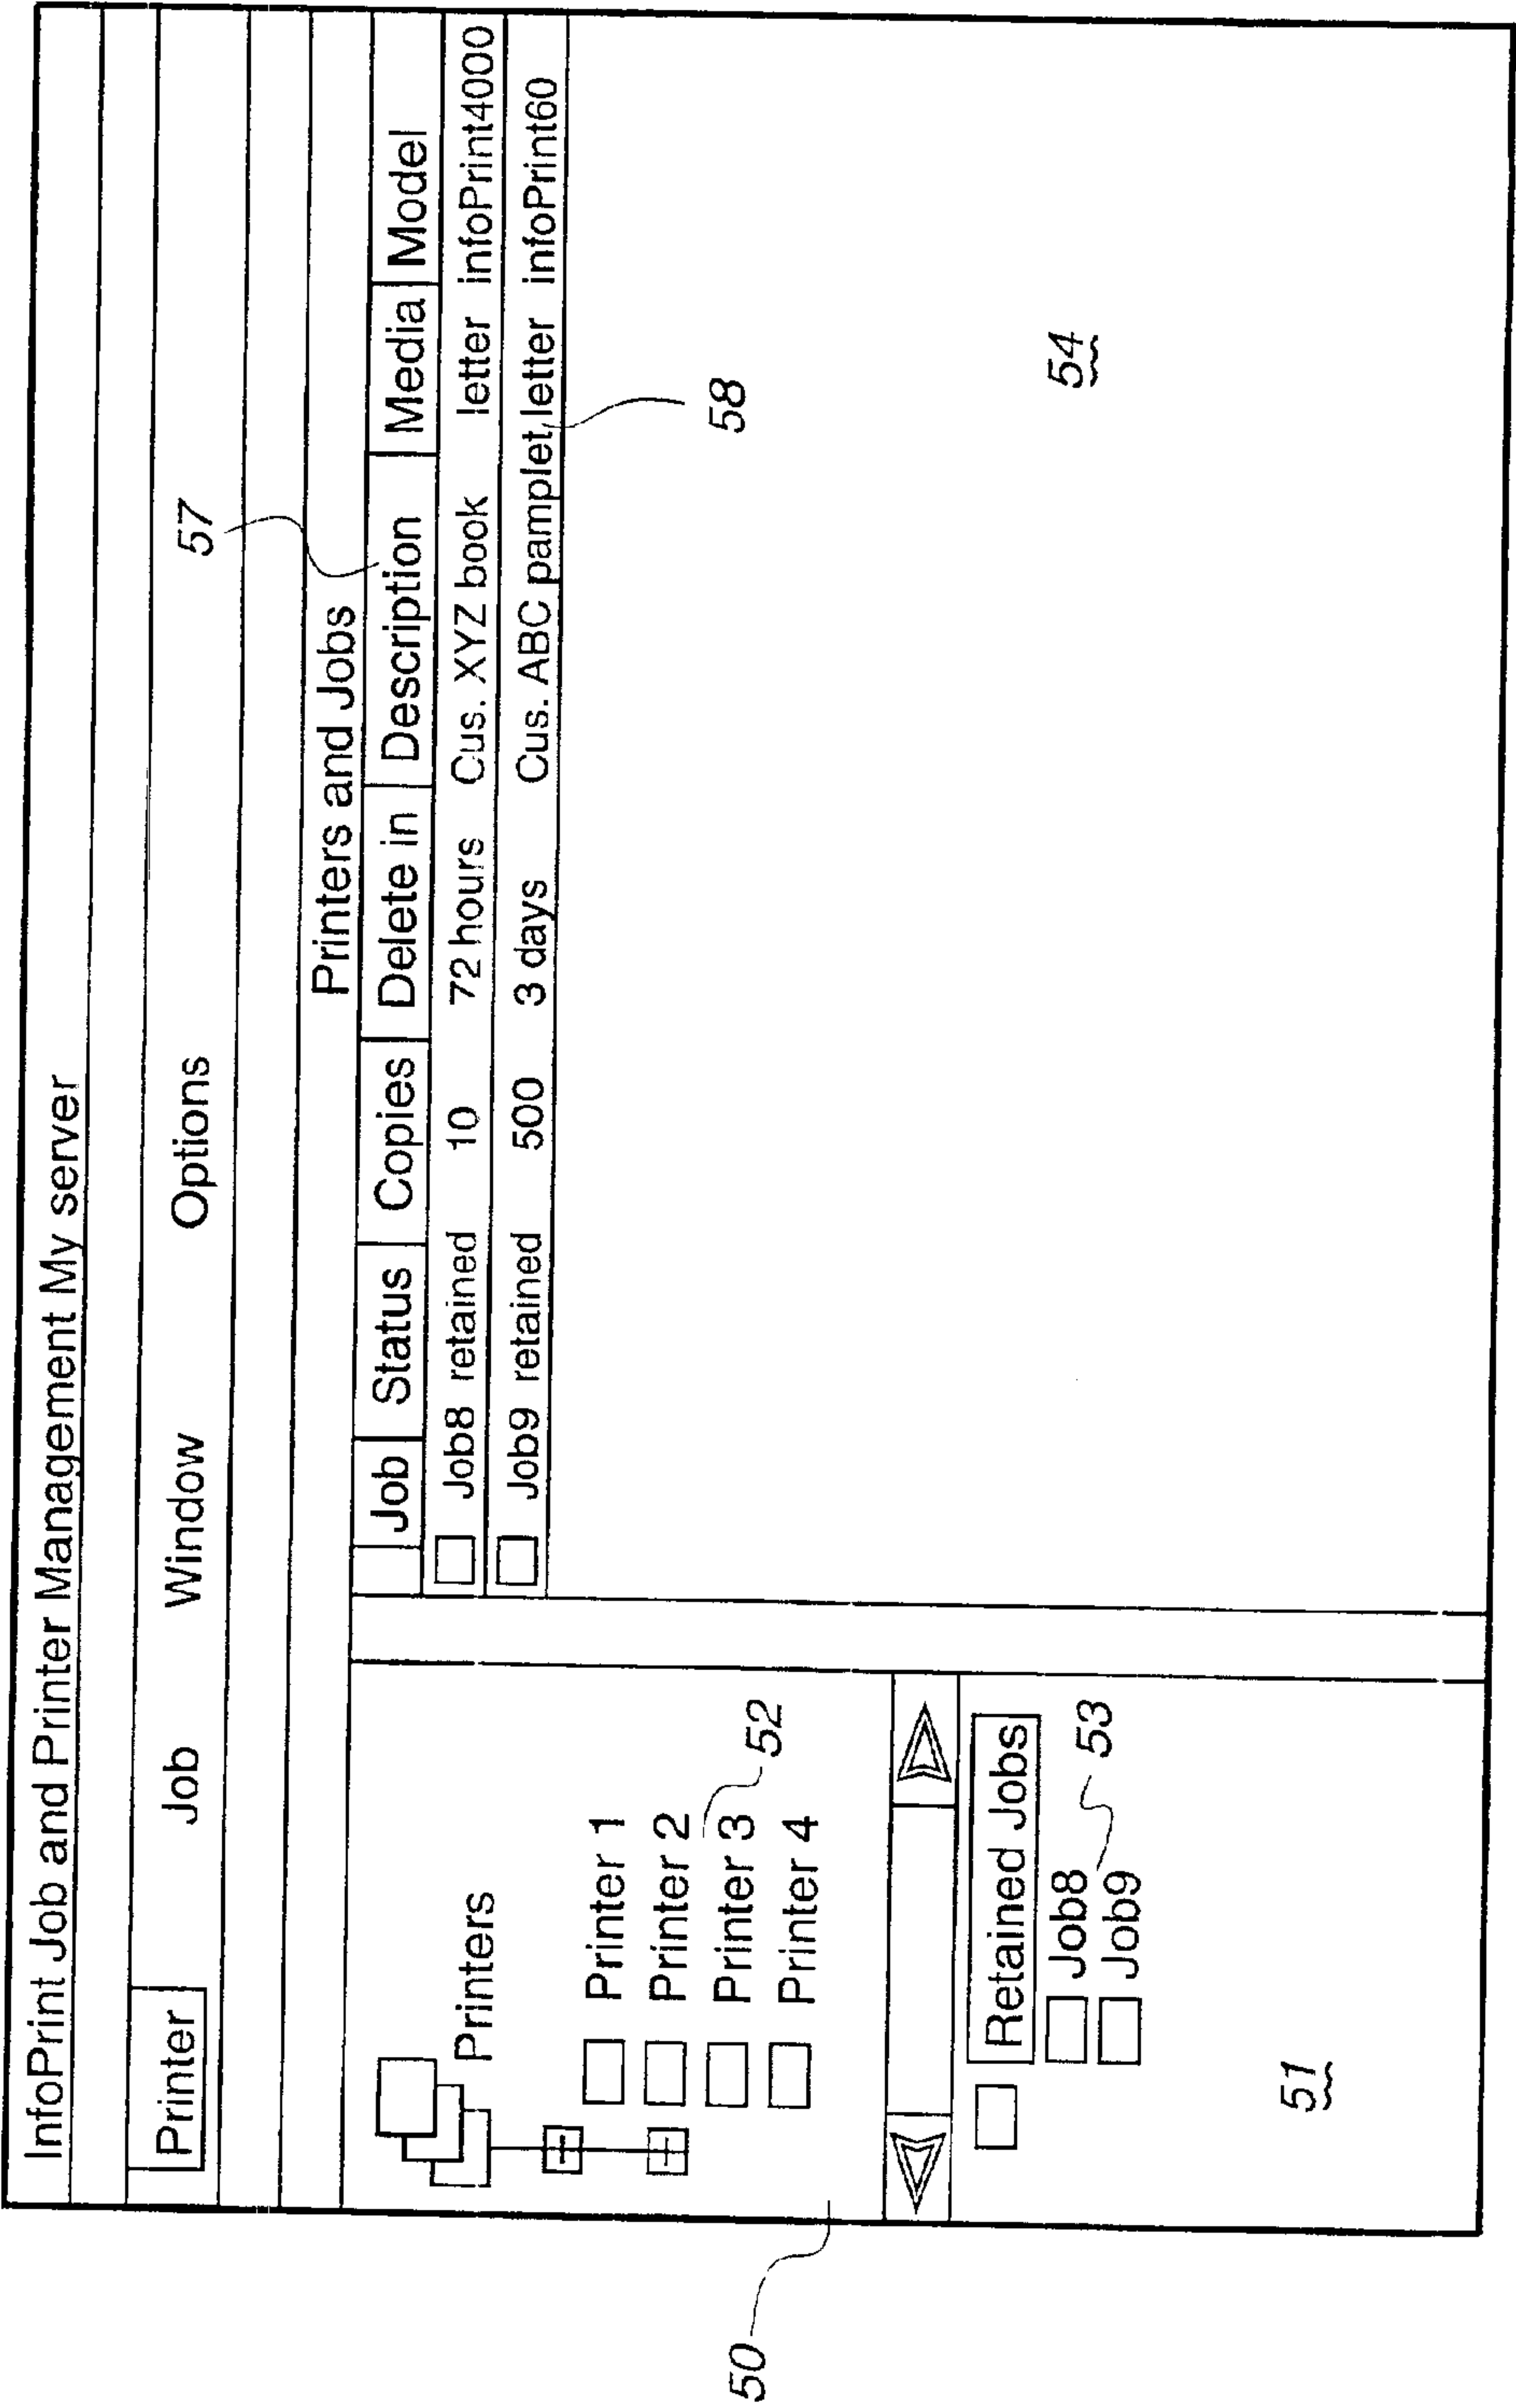 InfoPrint Job and Printer Management My server
Printer Job Window Options
57
Printers and Jobs
Job Status Copies Delete in Description Media Model
Job8 retained 10 72 hours Cus. XYZ book letter infoPrint4000
Job9 retained 500 3 days Cus. ABC pamplet letter infoPrint60
58
54
Printers
Printer 1
Printer 2
Printer 3
Printer 4
52
50
Retained Jobs
Job8
Job9
53
51